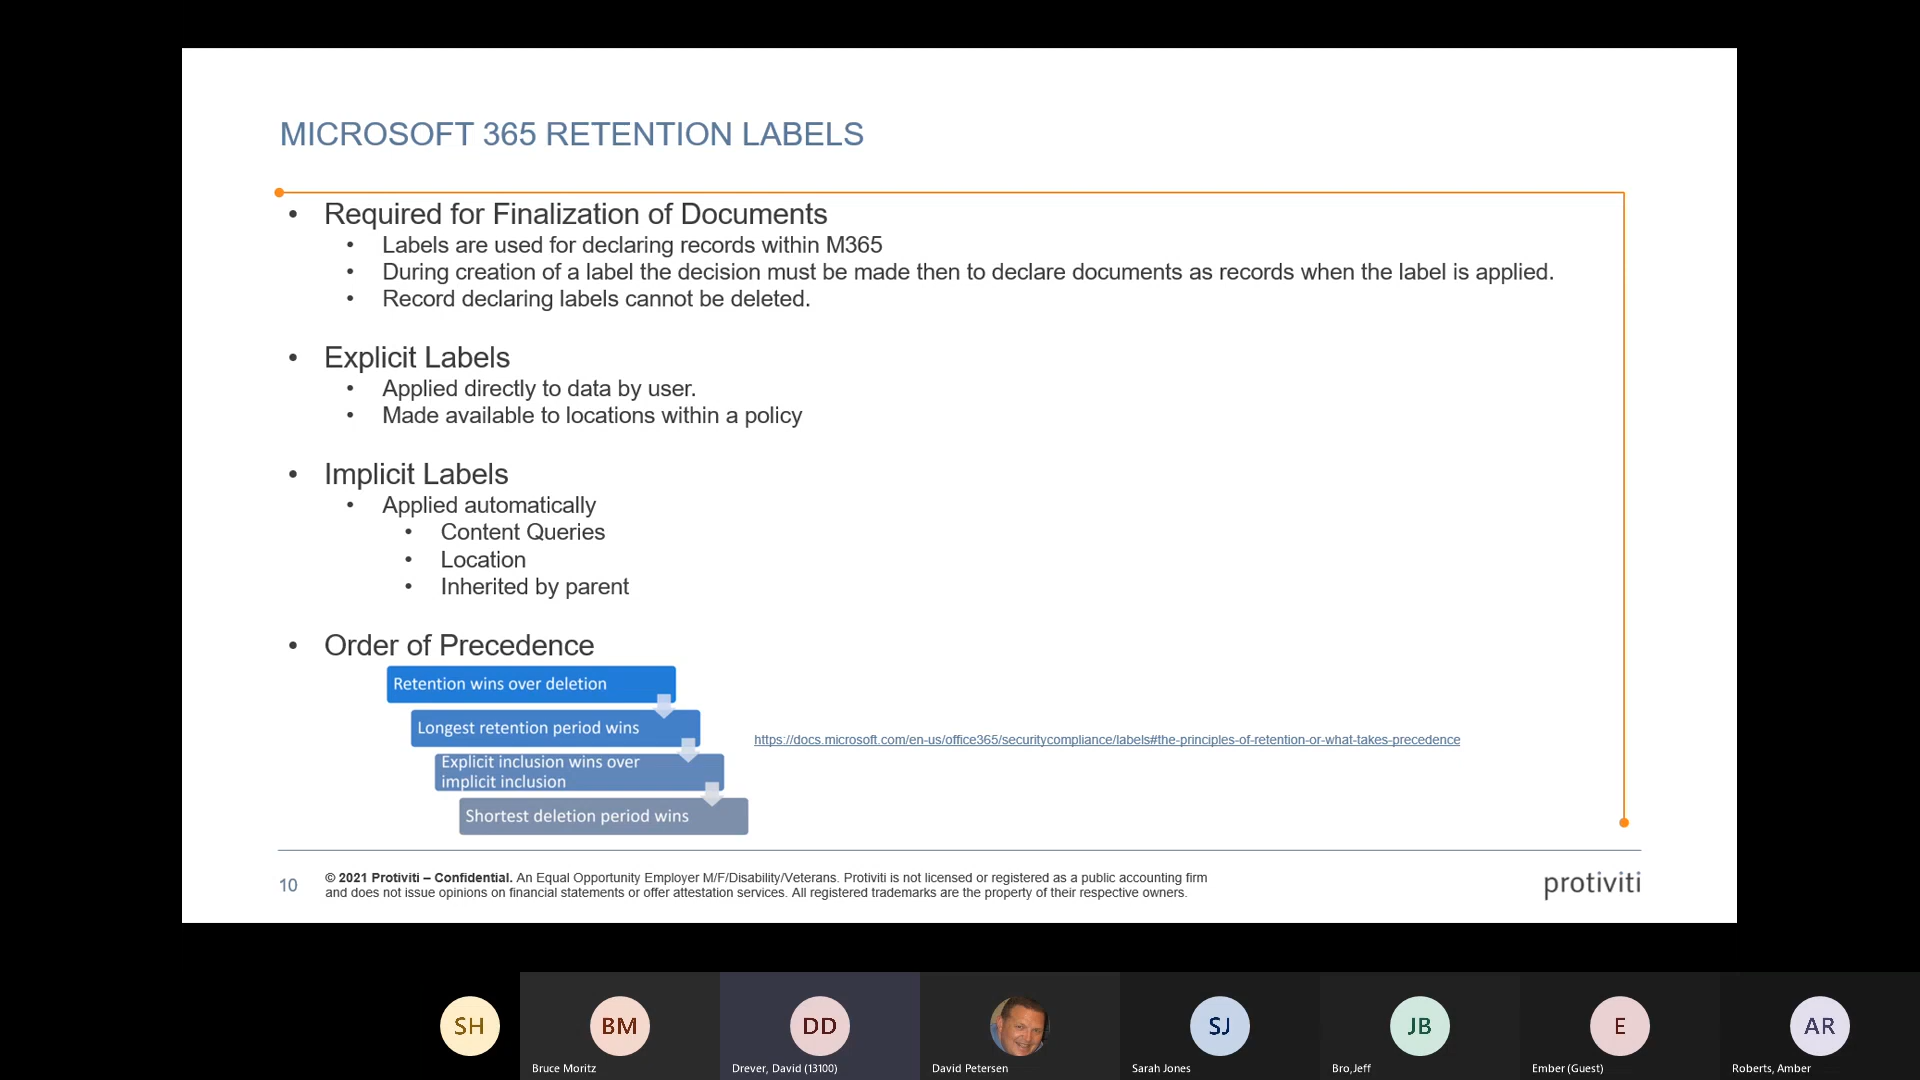 MICROSOFT 365 RETENTION LABELS
• Required for Finalization of Documents
• Labels are used for declaring records within M365
• During creation of a label the decision must be made then to declare documents as records when the label is applied.
• Record declaring labels cannot be deleted.
• Explicit Labels
• Applied directly to data by user.
• Made available to locations within a policy
• Implicit Labels
• Applied automatically
• Content Queries
• Location
• Inherited by parent
• Order of Precedence
Retention wins over deletion
Longest retention period wins
Explicit inclusion wins over
implicit inclusion
Shortest deletion period wins
https://docs.microsoft.com/en-us/office365/securitycompliance/labels#the-principles-of-retention-or-what-takes-precedence
10
© 2021 Protiviti – Confidential. An Equal Opportunity Employer M/F/Disability/Veterans. Protiviti is not licensed or registered as a public accounting firm
and does not issue opinions on financial statements or offer attestation services. All registered trademarks are the property of their respective owners.
protiviti
SH
BM
DD
SJ
JB
E
AR
Bruce Moritz
Drever, David (13100)
David Petersen
Sarah Jones
Bro,Jeff
Ember (Guest)
Roberts, Amber